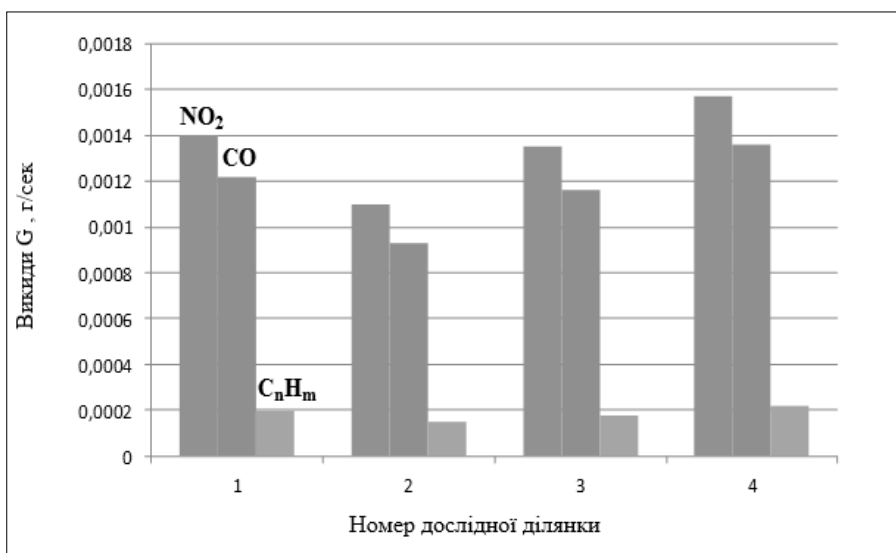 0,0018
0,0016
0,0014
0,0012
0,001
0,0008
0,0006
0,0004
0,0002
0
Викиди G , г/сек
NO₂
CO
CₙHₘ
1 2 3 4
Номер дослідної ділянки